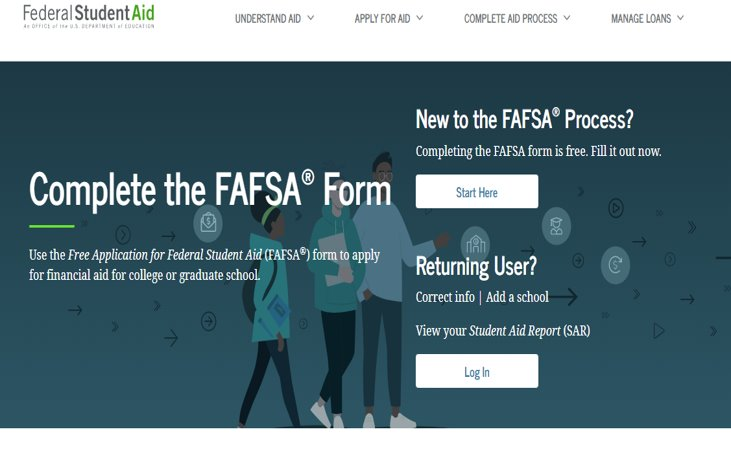 Federal Student Aid
An OFFICE of the U.S. DEPARTMENT of EDUCATION
UNDERSTAND AID
APPLY FOR AID
COMPLETE AID PROCESS
MANAGE LOANS
Complete the FAFSA® Form
Use the Free Application for Federal Student Aid (FAFSA®) form to apply
for financial aid for college or graduate school.
New to the FAFSA® Process?
Completing the FAFSA form is free. Fill it out now.
Start Here
Returning User?
Correct info | Add a school
View your Student Aid Report (SAR)
Log In